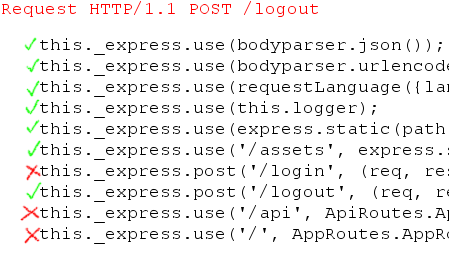 Request HTTP/1.1 POST /logout
this._express.use(bodyparser.json());
this._express.use(bodyparser.urlencode
this._express.use(requestLanguage({lan
this._express.use(this.logger);
this._express.use(express.static(path
this._express.use('/assets', express.s
this._express.post('/login', (req, res
this._express.post('/logout', (req, re
this._express.use('/api', ApiRoutes.Ap
this._express.use('/', AppRoutes.AppR